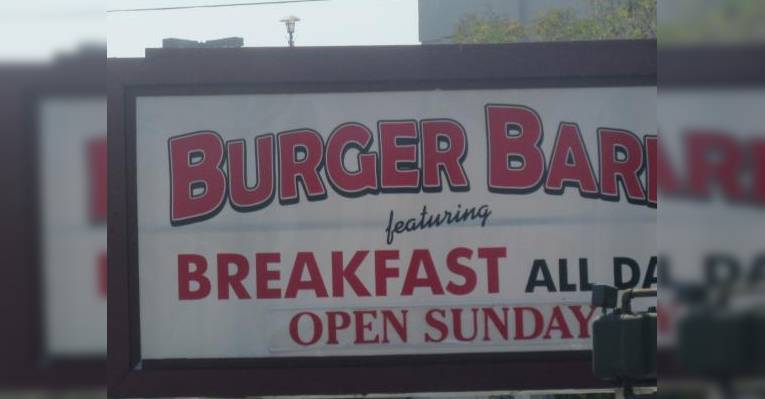 BURGER BAR
featuring
BREAKFAST ALL DA
OPEN SUNDAY